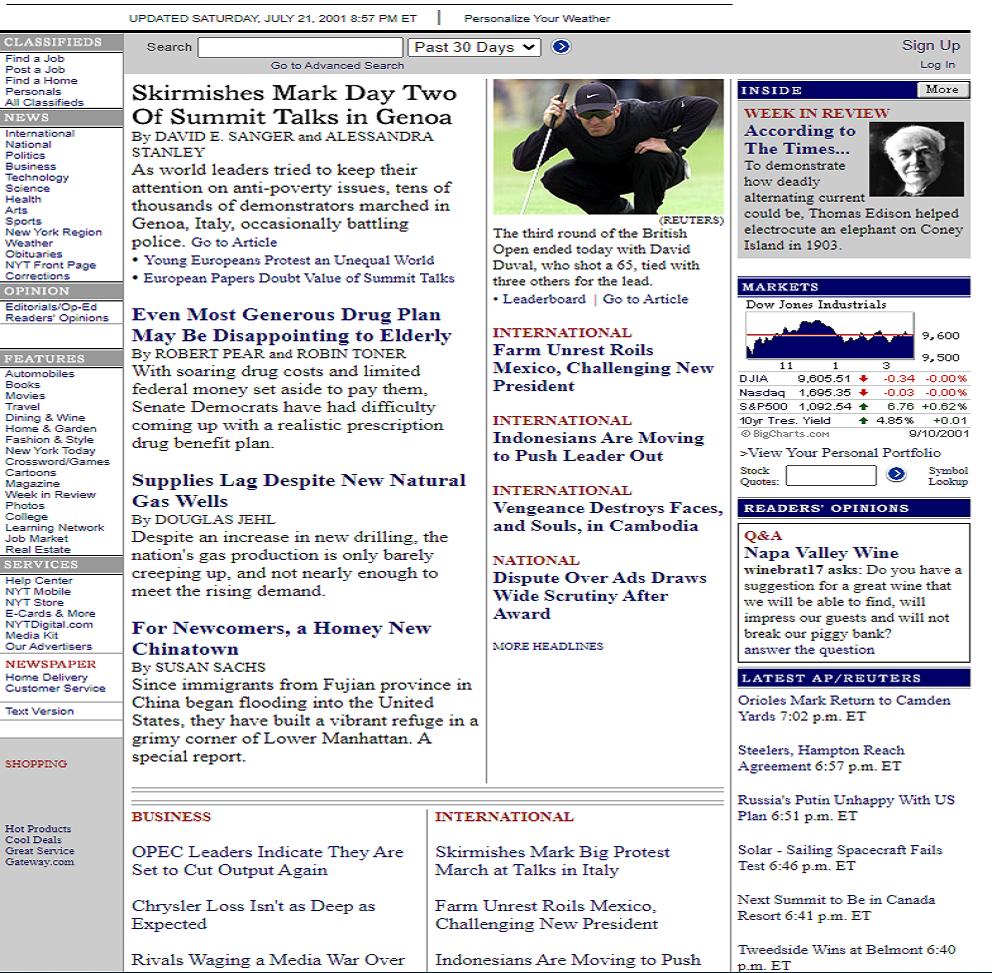 UPDATED SATURDAY, JULY 21, 2001 8:57 PM ET | Personalize Your Weather
CLASSIFIEDS
Find a Job
Post a Job
Find a Home
Personals
All Classifieds
NEWS
International
National
Politics
Business
Technology
Science
Health
Arts
Sports
New York Region
Weather
Obituaries
NYT Front Page
Corrections
OPINION
Editorials/Op-Ed
Readers' Opinions
FEATURES
Automobiles
Books
Movies
Travel
Dining & Wine
Home & Garden
Fashion & Style
New York Today
Crossword/Games
Cartoons
Magazine
Week in Review
Photos
College
Learning Network
Job Market
Real Estate
SERVICES
Help Center
NYT Mobile
NYT Store
E-Cards & More
NYTDigital.com
Media Kit
Our Advertisers
NEWSPAPER
Home Delivery
Customer Service
Text Version
SHOPPING
Hot Products
Cool Deals
Great Service
Gateway.com
Search Past 30 Days
Go to Advanced Search
Sign Up
Log In
Skirmishes Mark Day Two
Of Summit Talks in Genoa
By DAVID E. SANGER and ALESSANDRA
STANLEY
As world leaders tried to keep their
attention on anti-poverty issues, tens of
thousands of demonstrators marched in
Genoa, Italy, occasionally battling
police. Go to Article
• Young Europeans Protest an Unequal World
• European Papers Doubt Value of Summit Talks
Even Most Generous Drug Plan
May Be Disappointing to Elderly
By ROBERT PEAR and ROBIN TONER
With soaring drug costs and limited
federal money set aside to pay them,
Senate Democrats have had difficulty
coming up with a realistic prescription
drug benefit plan.
Supplies Lag Despite New Natural
Gas Wells
By DOUGLAS JEHL
Despite an increase in new drilling, the
nation's gas production is only barely
creeping up, and not nearly enough to
meet the rising demand.
For Newcomers, a Homey New
Chinatown
By SUSAN SACHS
Since immigrants from Fujian province in
China began flooding into the United
States, they have built a vibrant refuge in a
grimy corner of Lower Manhattan. A
special report.
(REUTERS)
The third round of the British
Open ended today with David
Duval, who shot a 65, tied with
three others for the lead.
• Leaderboard | Go to Article
INTERNATIONAL
Farm Unrest Roils
Mexico, Challenging New
President
INTERNATIONAL
Indonesians Are Moving
to Push Leader Out
INTERNATIONAL
Vengeance Destroys Faces,
and Souls, in Cambodia
NATIONAL
Dispute Over Ads Draws
Wide Scrutiny After
Award
MORE HEADLINES
BUSINESS
OPEC Leaders Indicate They Are
Set to Cut Output Again
Chrysler Loss Isn't as Deep as
Expected
Rivals Waging a Media War Over
INTERNATIONAL
Skirmishes Mark Big Protest
March at Talks in Italy
Farm Unrest Roils Mexico,
Challenging New President
Indonesians Are Moving to Push
INSIDE More
WEEK IN REVIEW
According to
The Times...
To demonstrate
how deadly
alternating current
could be, Thomas Edison helped
electrocute an elephant on Coney
Island in 1903.
MARKETS
Dow Jones Industrials
9,600
9,500
11 1 3
DJIA 9,605.51 -0.34 -0.00%
Nasdaq 1,695.35 -0.03 -0.00%
S&P500 1,092.54 6.76 +0.62%
10yr Tres. Yield 4.85% +0.01
© BigCharts.com 9/10/2001
>View Your Personal Portfolio
Stock
Quotes:
Symbol
Lookup
READERS' OPINIONS
Q&A
Napa Valley Wine
winebrat17 asks: Do you have a
suggestion for a great wine that
we will be able to find, will
impress our guests and will not
break our piggy bank?
answer the question
LATEST AP/REUTERS
Orioles Mark Return to Camden
Yards 7:02 p.m. ET
Steelers, Hampton Reach
Agreement 6:57 p.m. ET
Russia's Putin Unhappy With US
Plan 6:51 p.m. ET
Solar - Sailing Spacecraft Fails
Test 6:46 p.m. ET
Next Summit to Be in Canada
Resort 6:41 p.m. ET
Tweedside Wins at Belmont 6:40
p.m. ET